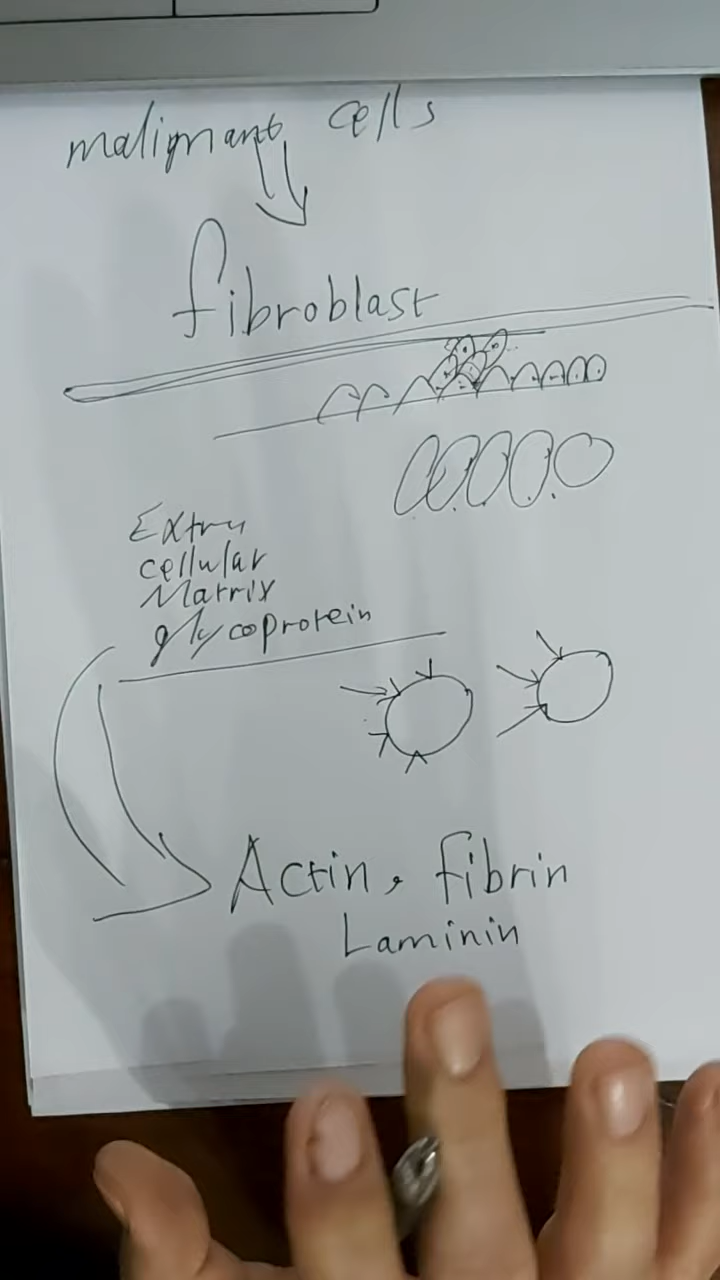 malignant cells
fibroblast
Extra
cellular
Matrix
glycoprotein
Actin, fibrin
Laminin